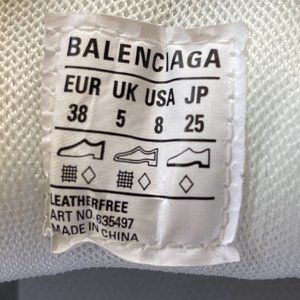 BALENCIAGA
EUR UK USA JP
38 5 8 25
LEATHERFREE
ART NO. 635497
MADE IN CHINA